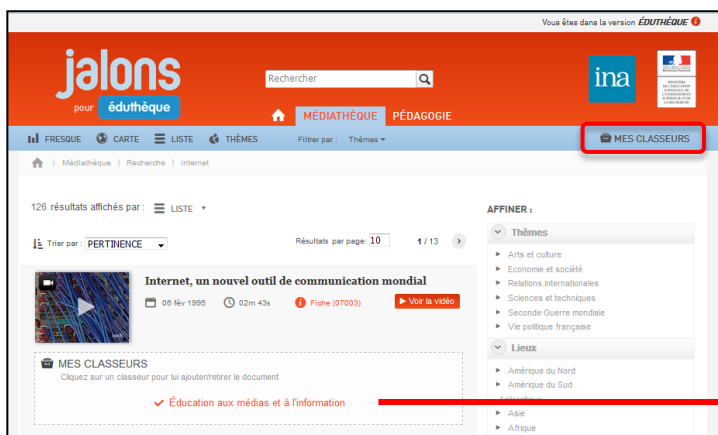 Vous êtes dans la version ÉDUTHÈQUE
jalons
pour éduthèque
Rechercher
ina
MÉDIATHÈQUE PÉDAGOGIE
FRESQUE CARTE LISTE THÈMES Filtrer par : Thèmes MES CLASSEURS
Médiathèque ) Recherche ) internet
126 résultats affichés par : LISTE
AFFINER :
Trier par : PERTINENCE Résultats par page: 10 1 / 13
Thèmes
Arts et culture
Economie et société
Relations internationales
Sciences et techniques
Seconde Guerre mondiale
Vie politique française
Internet, un nouvel outil de communication mondial
06 fév 1995 02m 43s Fiche (07003) Voir la vidéo
Lieux
Amérique du Nord
Amérique du Sud
Asie
Afrique
MES CLASSEURS
Cliquez sur un classeur pour lui ajouter/retirer le document
Éducation aux médias et à l'information